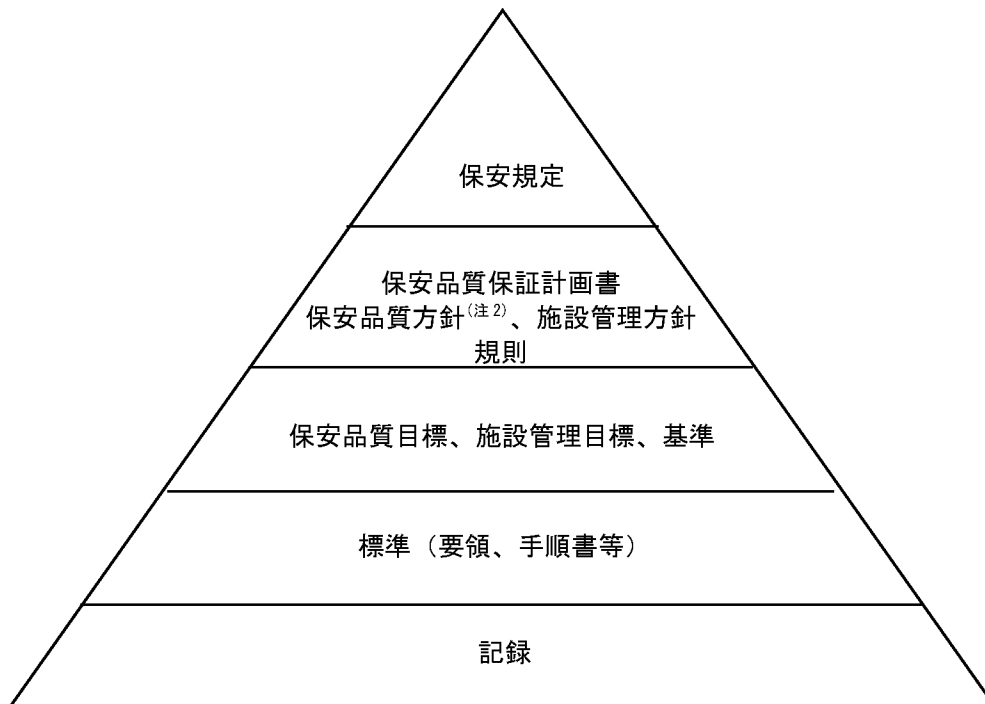 保安規定
保安品質保証計画書
保安品質方針(注2)、施設管理方針
規則
保安品質目標、施設管理目標、基準
標準（要領、手順書等）
記録